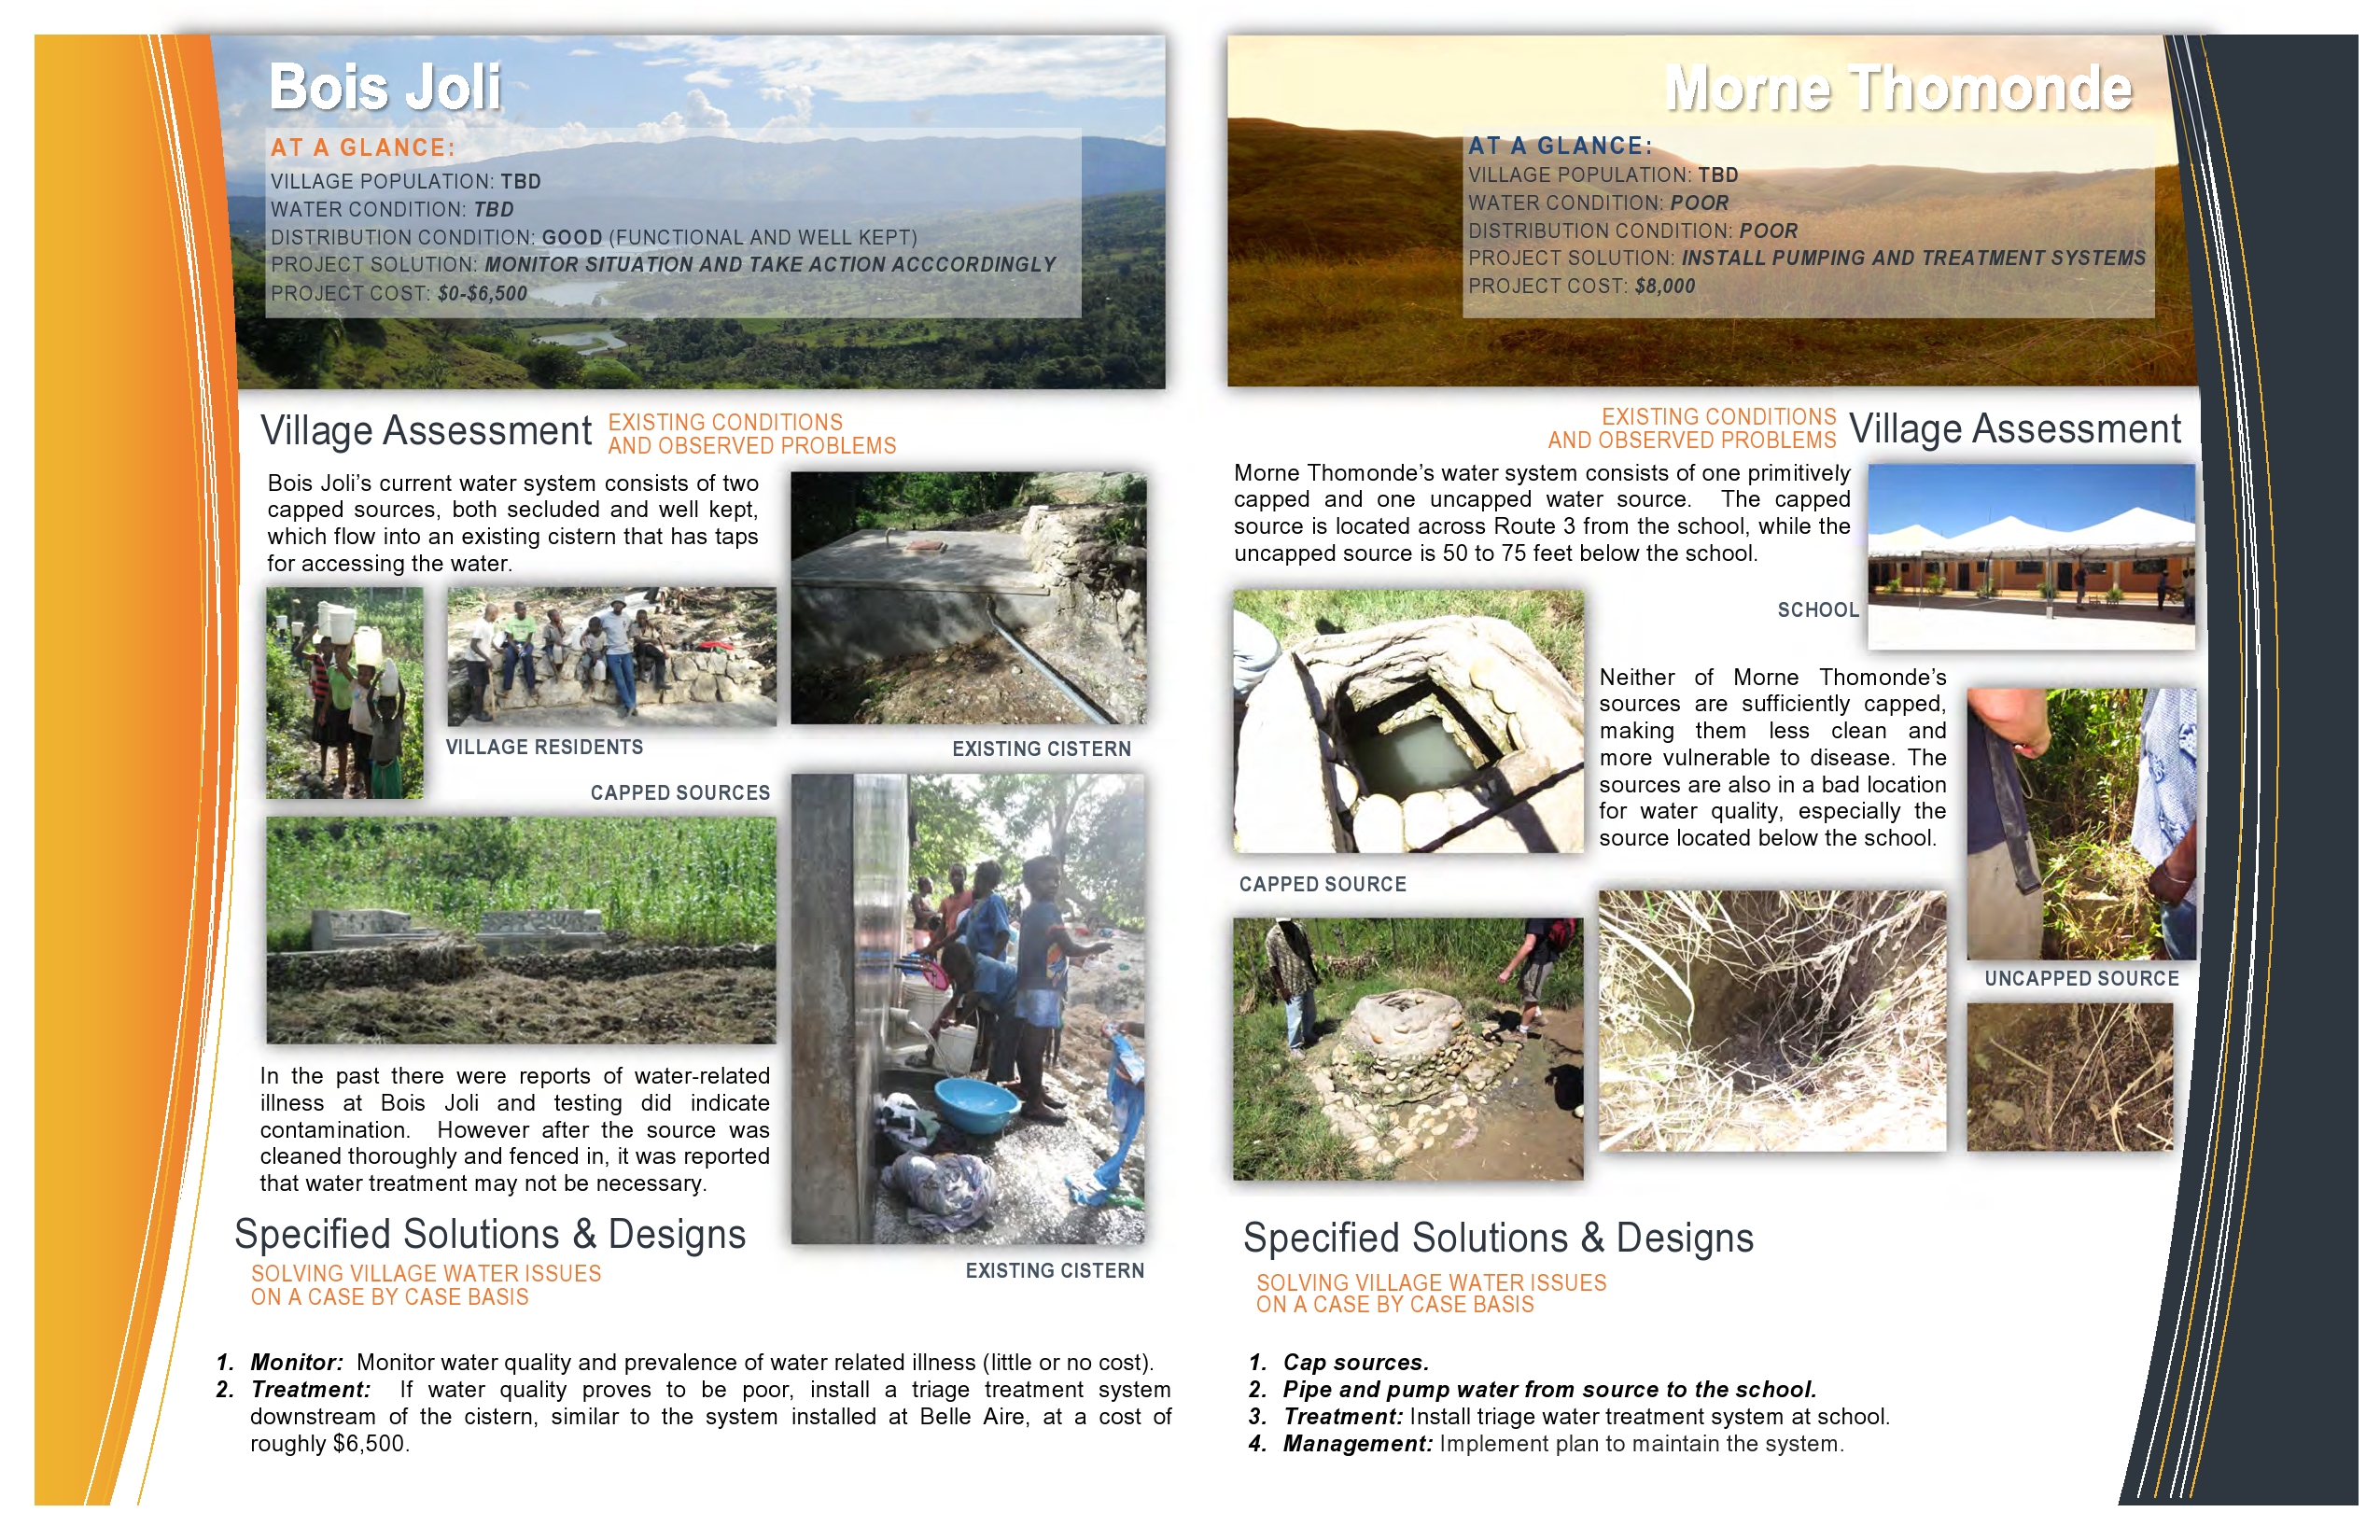 Bois Joli
AT A GLANCE:
VILLAGE POPULATION: TBD
WATER CONDITION: TBD
DISTRIBUTION CONDITION: GOOD (FUNCTIONAL AND WELL KEPT)
PROJECT SOLUTION: MONITOR SITUATION AND TAKE ACTION ACCCORDINGLY
PROJECT COST: $0-$6,500
Village Assessment
EXISTING CONDITIONS
AND OBSERVED PROBLEMS
Bois Joli’s current water system consists of two
capped sources, both secluded and well kept,
which flow into an existing cistern that has taps
for accessing the water.
VILLAGE RESIDENTS
EXISTING CISTERN
CAPPED SOURCES
In the past there were reports of water-related
illness at Bois Joli and testing did indicate
contamination. However after the source was
cleaned thoroughly and fenced in, it was reported
that water treatment may not be necessary.
EXISTING CISTERN
Specified Solutions & Designs
SOLVING VILLAGE WATER ISSUES
ON A CASE BY CASE BASIS
1. Monitor: Monitor water quality and prevalence of water related illness (little or no cost).
2. Treatment: If water quality proves to be poor, install a triage treatment system
downstream of the cistern, similar to the system installed at Belle Aire, at a cost of
roughly $6,500.
Morne Thomonde
AT A GLANCE:
VILLAGE POPULATION: TBD
WATER CONDITION: POOR
DISTRIBUTION CONDITION: POOR
PROJECT SOLUTION: INSTALL PUMPING AND TREATMENT SYSTEMS
PROJECT COST: $8,000
EXISTING CONDITIONS
AND OBSERVED PROBLEMS
Village Assessment
Morne Thomonde’s water system consists of one primitively
capped and one uncapped water source. The capped
source is located across Route 3 from the school, while the
uncapped source is 50 to 75 feet below the school.
SCHOOL
Neither of Morne Thomonde’s
sources are sufficiently capped,
making them less clean and
more vulnerable to disease. The
sources are also in a bad location
for water quality, especially the
source located below the school.
CAPPED SOURCE
UNCAPPED SOURCE
Specified Solutions & Designs
SOLVING VILLAGE WATER ISSUES
ON A CASE BY CASE BASIS
1. Cap sources.
2. Pipe and pump water from source to the school.
3. Treatment: Install triage water treatment system at school.
4. Management: Implement plan to maintain the system.